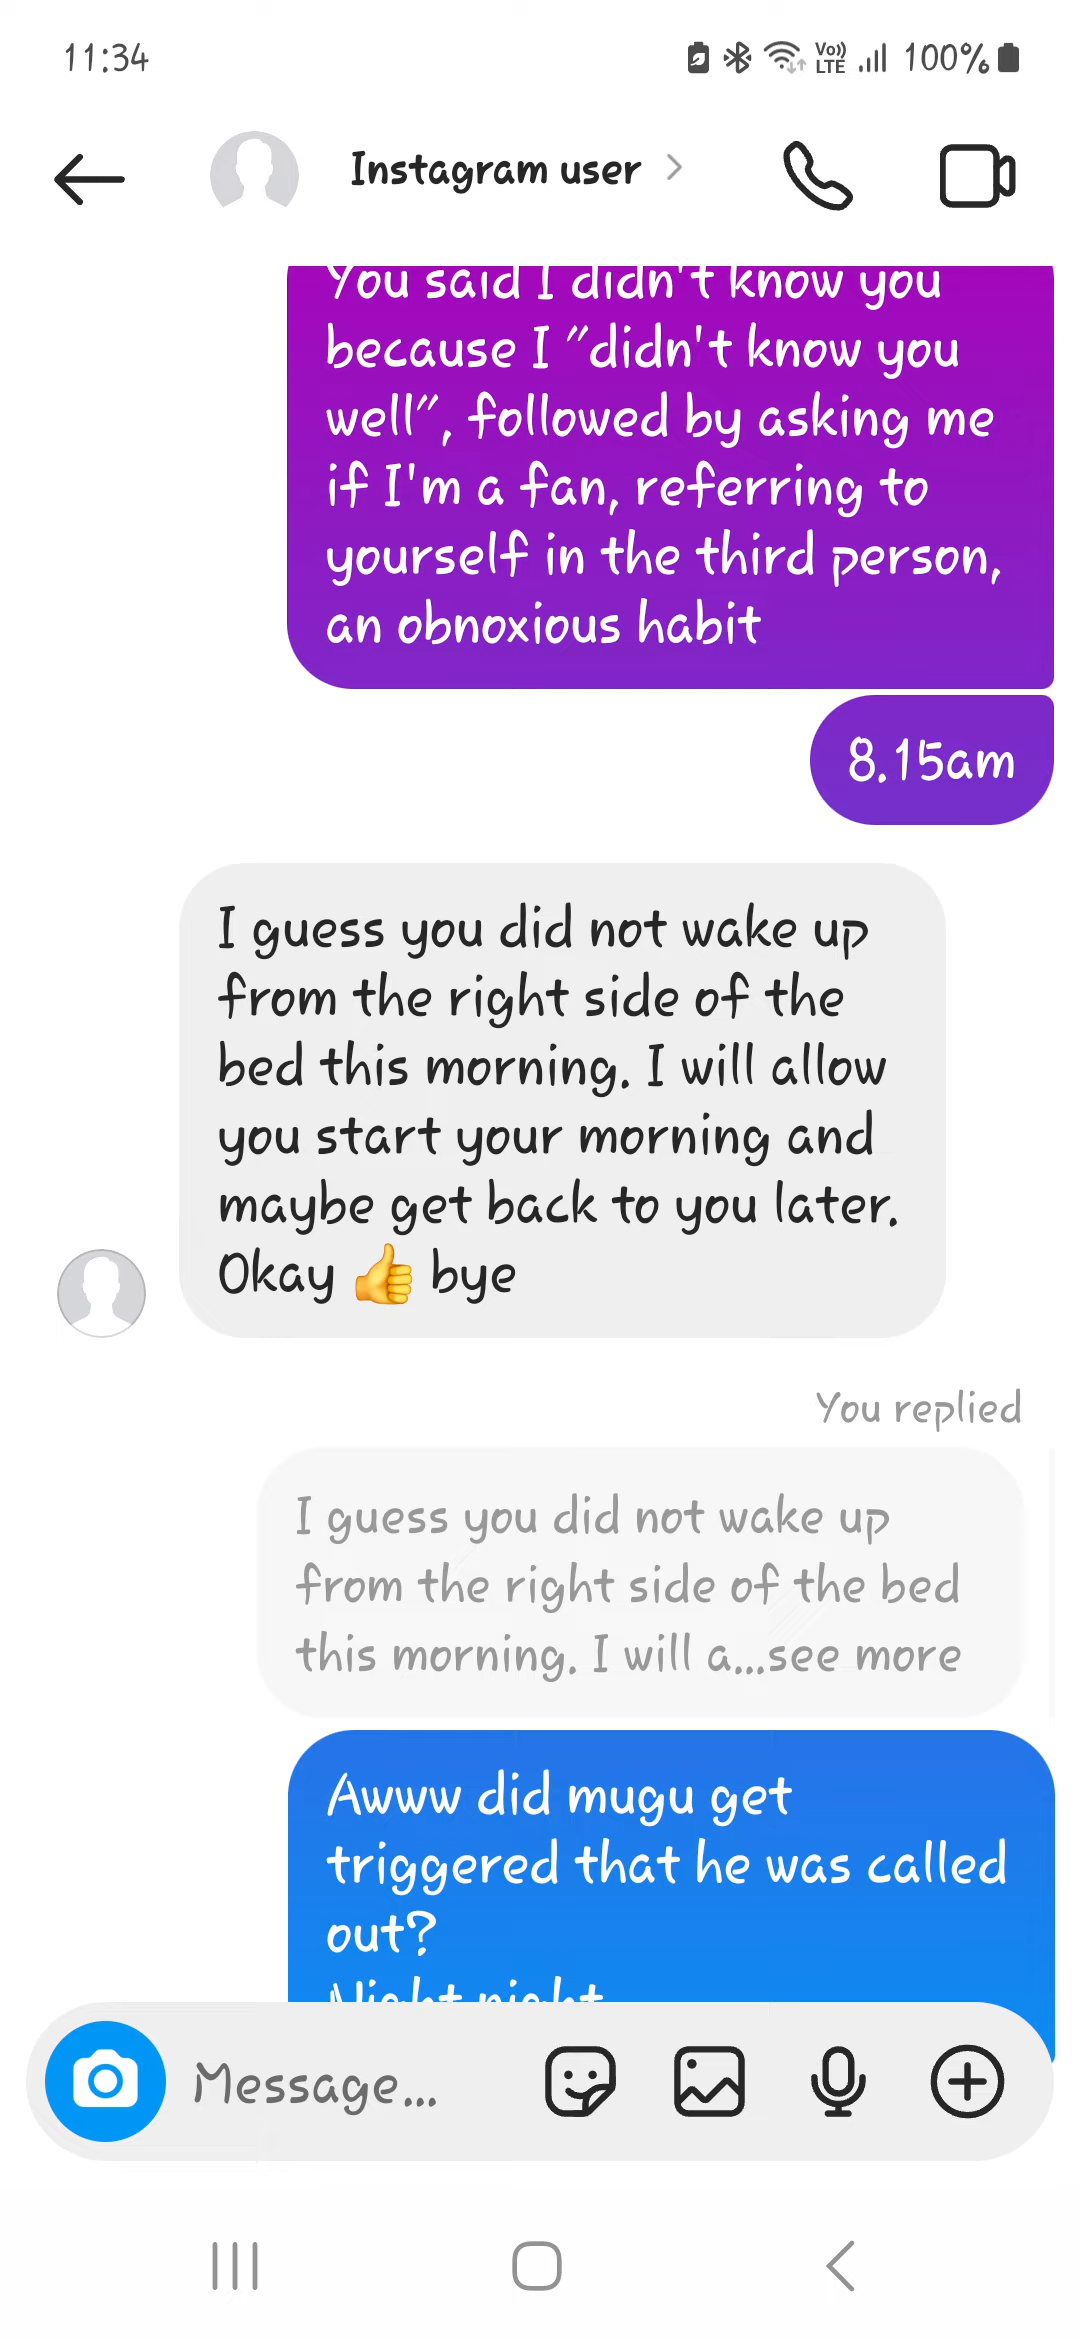 11:34
Vo))
LTE
100%
Instagram user
You said I didn't know you
because I "didn't know you
well", followed by asking me
if I'm a fan, referring to
yourself in the third person,
an obnoxious habit
8.15am
I guess you did not wake up
from the right side of the
bed this morning. I will allow
you start your morning and
maybe get back to you later.
Okay 👍 bye
You replied
I guess you did not wake up
from the right side of the bed
this morning. I will a...see more
Awww did mugu get
triggered that he was called
out?
Night night
Message...